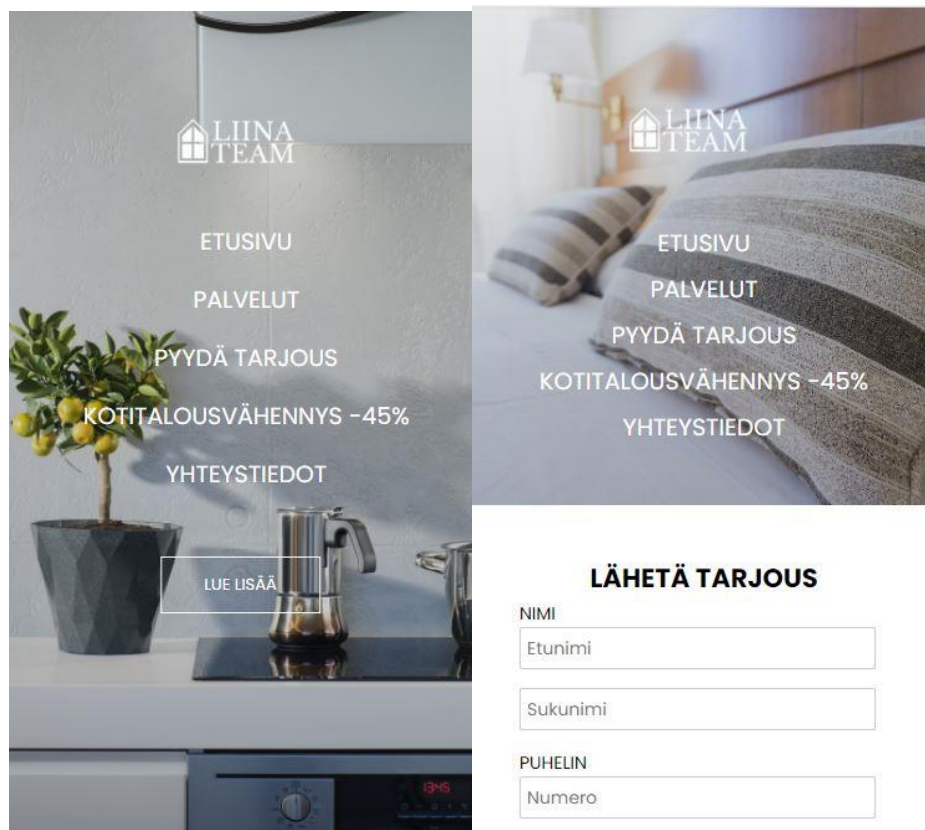 LIINA
TEAM
ETUSIVU
PALVELUT
PYYDÄ TARJOUS
KOTITALOUSVÄHENNYS -45%
YHTEYSTIEDOT
LUE LISÄÄ
1345
LIINA
TEAM
ETUSIVU
PALVELUT
PYYDÄ TARJOUS
KOTITALOUSVÄHENNYS -45%
YHTEYSTIEDOT
LÄHETÄ TARJOUS
NIMI
Etunimi
Sukunimi
PUHELIN
Numero